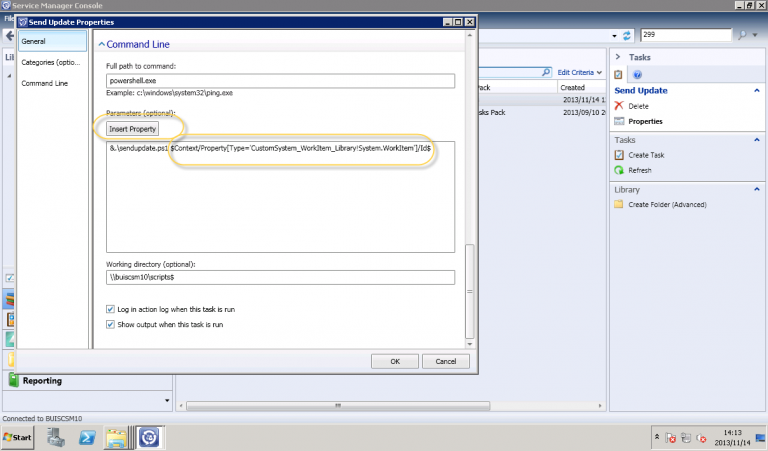 Service Manager Console
Send Update Properties
File
299
General
Categories (optio...
Command Line
Command Line
Full path to command:
powershell.exe
Example: c:\windows\system32\ping.exe
Parameters (optional):
Insert Property
&.\sendupdate.ps1 $Context/Property[Type='CustomSystem_WorkItem_Library!System.WorkItem']/Id$
Working directory (optional):
\\buiscsm10\scripts$
Log in action log when this task is run
Show output when this task is run
OK
Cancel
Edit Criteria
Pack
Created
2013/11/14 1
sks Pack
2013/09/10 2
Tasks
Send Update
Delete
Properties
Tasks
Create Task
Refresh
Library
Create Folder (Advanced)
Reporting
Connected to BUISCSM10
Start
14:13
2013/11/14